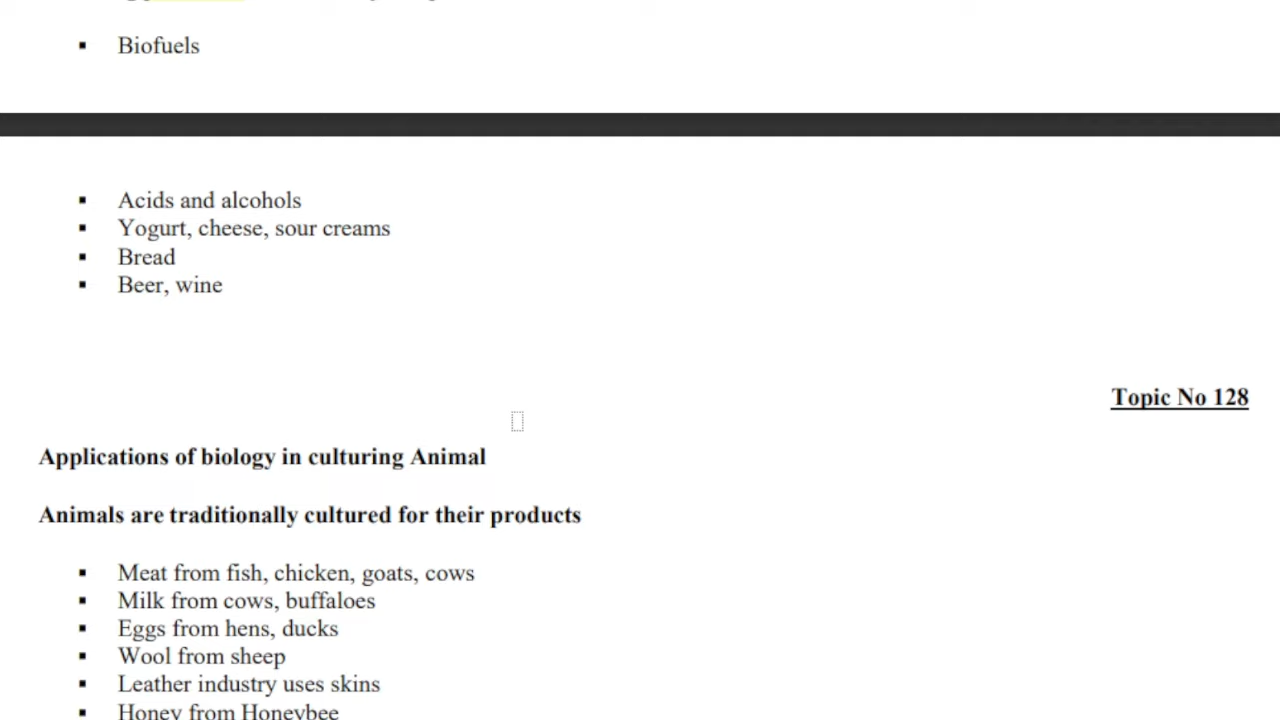 ▪ Biofuels
▪ Acids and alcohols
▪ Yogurt, cheese, sour creams
▪ Bread
▪ Beer, wine
Topic No 128
Applications of biology in culturing Animal
Animals are traditionally cultured for their products
▪ Meat from fish, chicken, goats, cows
▪ Milk from cows, buffaloes
▪ Eggs from hens, ducks
▪ Wool from sheep
▪ Leather industry uses skins
▪ Honey from Honeybee